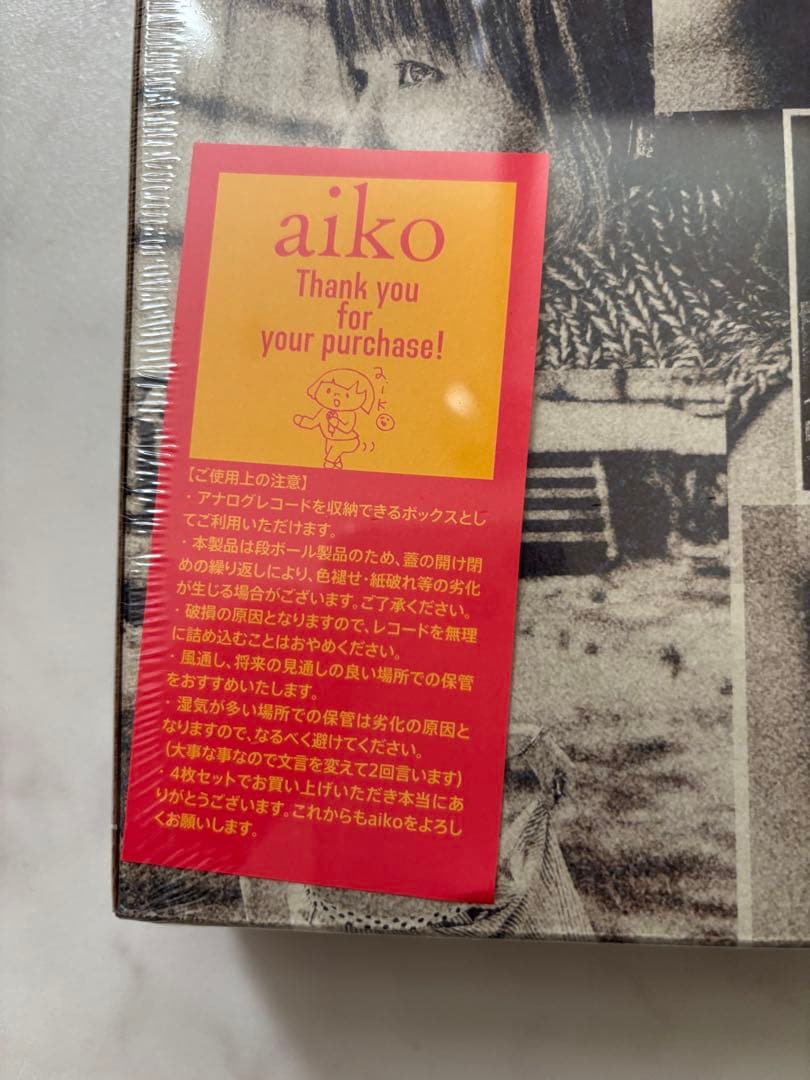 aiko
Thank you
for
your purchase!
aiko
【ご使用上の注意】
・アナログレコードを収納できるボックスとし
てご利用いただけます。
・本製品は段ボール製品のため、蓋の開け閉
めの繰り返しにより、色褪せ・紙破れ等の劣化
が生じる場合がございます。ご了承ください。
・破損の原因となりますので、レコードを無理
に詰め込むことはおやめください。
・風通し、将来の見通しの良い場所での保管
をおすすめいたします。
・湿気が多い場所での保管は劣化の原因と
なりますので、なるべく避けてください。
(大事な事なので文言を変えて2回言います)
・4枚セットでお買い上げいただき本当にあ
りがとうございます。これからもaikoをよろし
くお願いします。